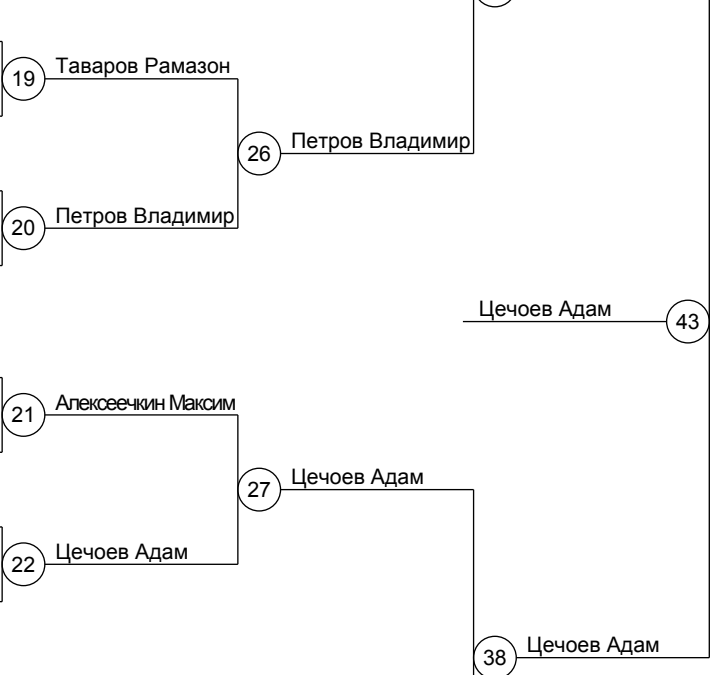 19 Таваров Рамазон
26 Петров Владимир
20 Петров Владимир
Цечоев Адам 43
21 Алексеечкин Максим
27 Цечоев Адам
22 Цечоев Адам
38 Цечоев Адам